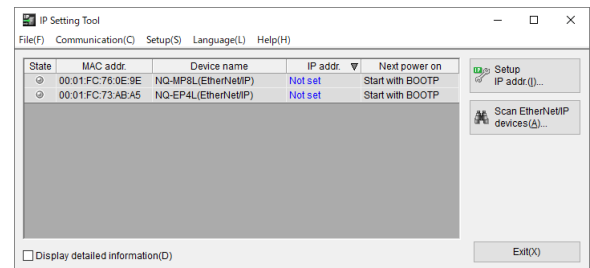 IP Setting Tool
File(F) Communication(C) Setup(S) Language(L) Help(H)
State MAC addr. Device name IP addr. Next power on
00:01:FC:76:0E:9E NQ-MP8L(EtherNet/IP) Not set Start with BOOTP
00:01:FC:73:AB:A5 NQ-EP4L(EtherNet/IP) Not set Start with BOOTP
Setup
IP addr.(I)...
Scan EtherNet/IP
devices(A)...
Display detailed information(D)
Exit(X)